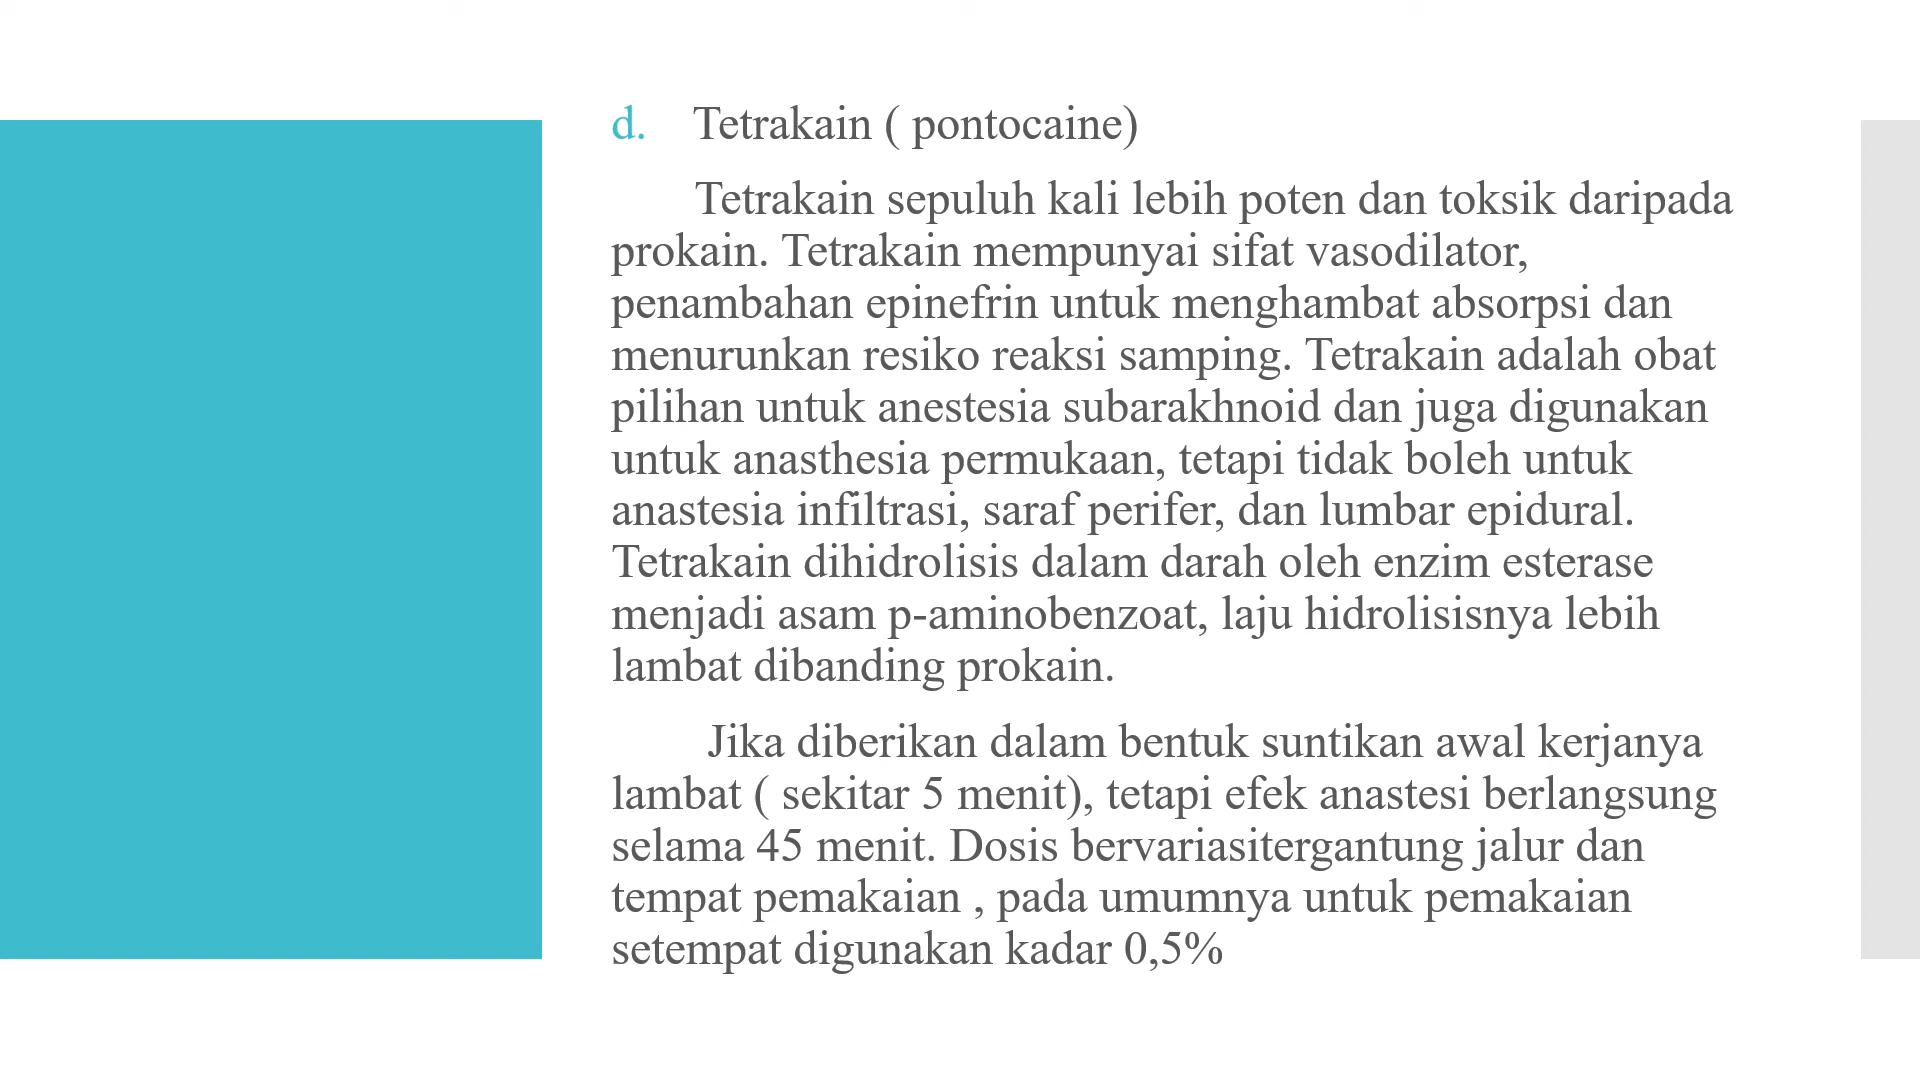 d. Tetrakain ( pontocaine)
Tetrakain sepuluh kali lebih poten dan toksik daripada
prokain. Tetrakain mempunyai sifat vasodilator,
penambahan epinefrin untuk menghambat absorpsi dan
menurunkan resiko reaksi samping. Tetrakain adalah obat
pilihan untuk anestesia subarakhnoid dan juga digunakan
untuk anasthesia permukaan, tetapi tidak boleh untuk
anastesia infiltrasi, saraf perifer, dan lumbar epidural.
Tetrakain dihidrolisis dalam darah oleh enzim esterase
menjadi asam p-aminobenzoat, laju hidrolisisnya lebih
lambat dibanding prokain.
Jika diberikan dalam bentuk suntikan awal kerjanya
lambat ( sekitar 5 menit), tetapi efek anastesi berlangsung
selama 45 menit. Dosis bervariasitergantung jalur dan
tempat pemakaian , pada umumnya untuk pemakaian
setempat digunakan kadar 0,5%